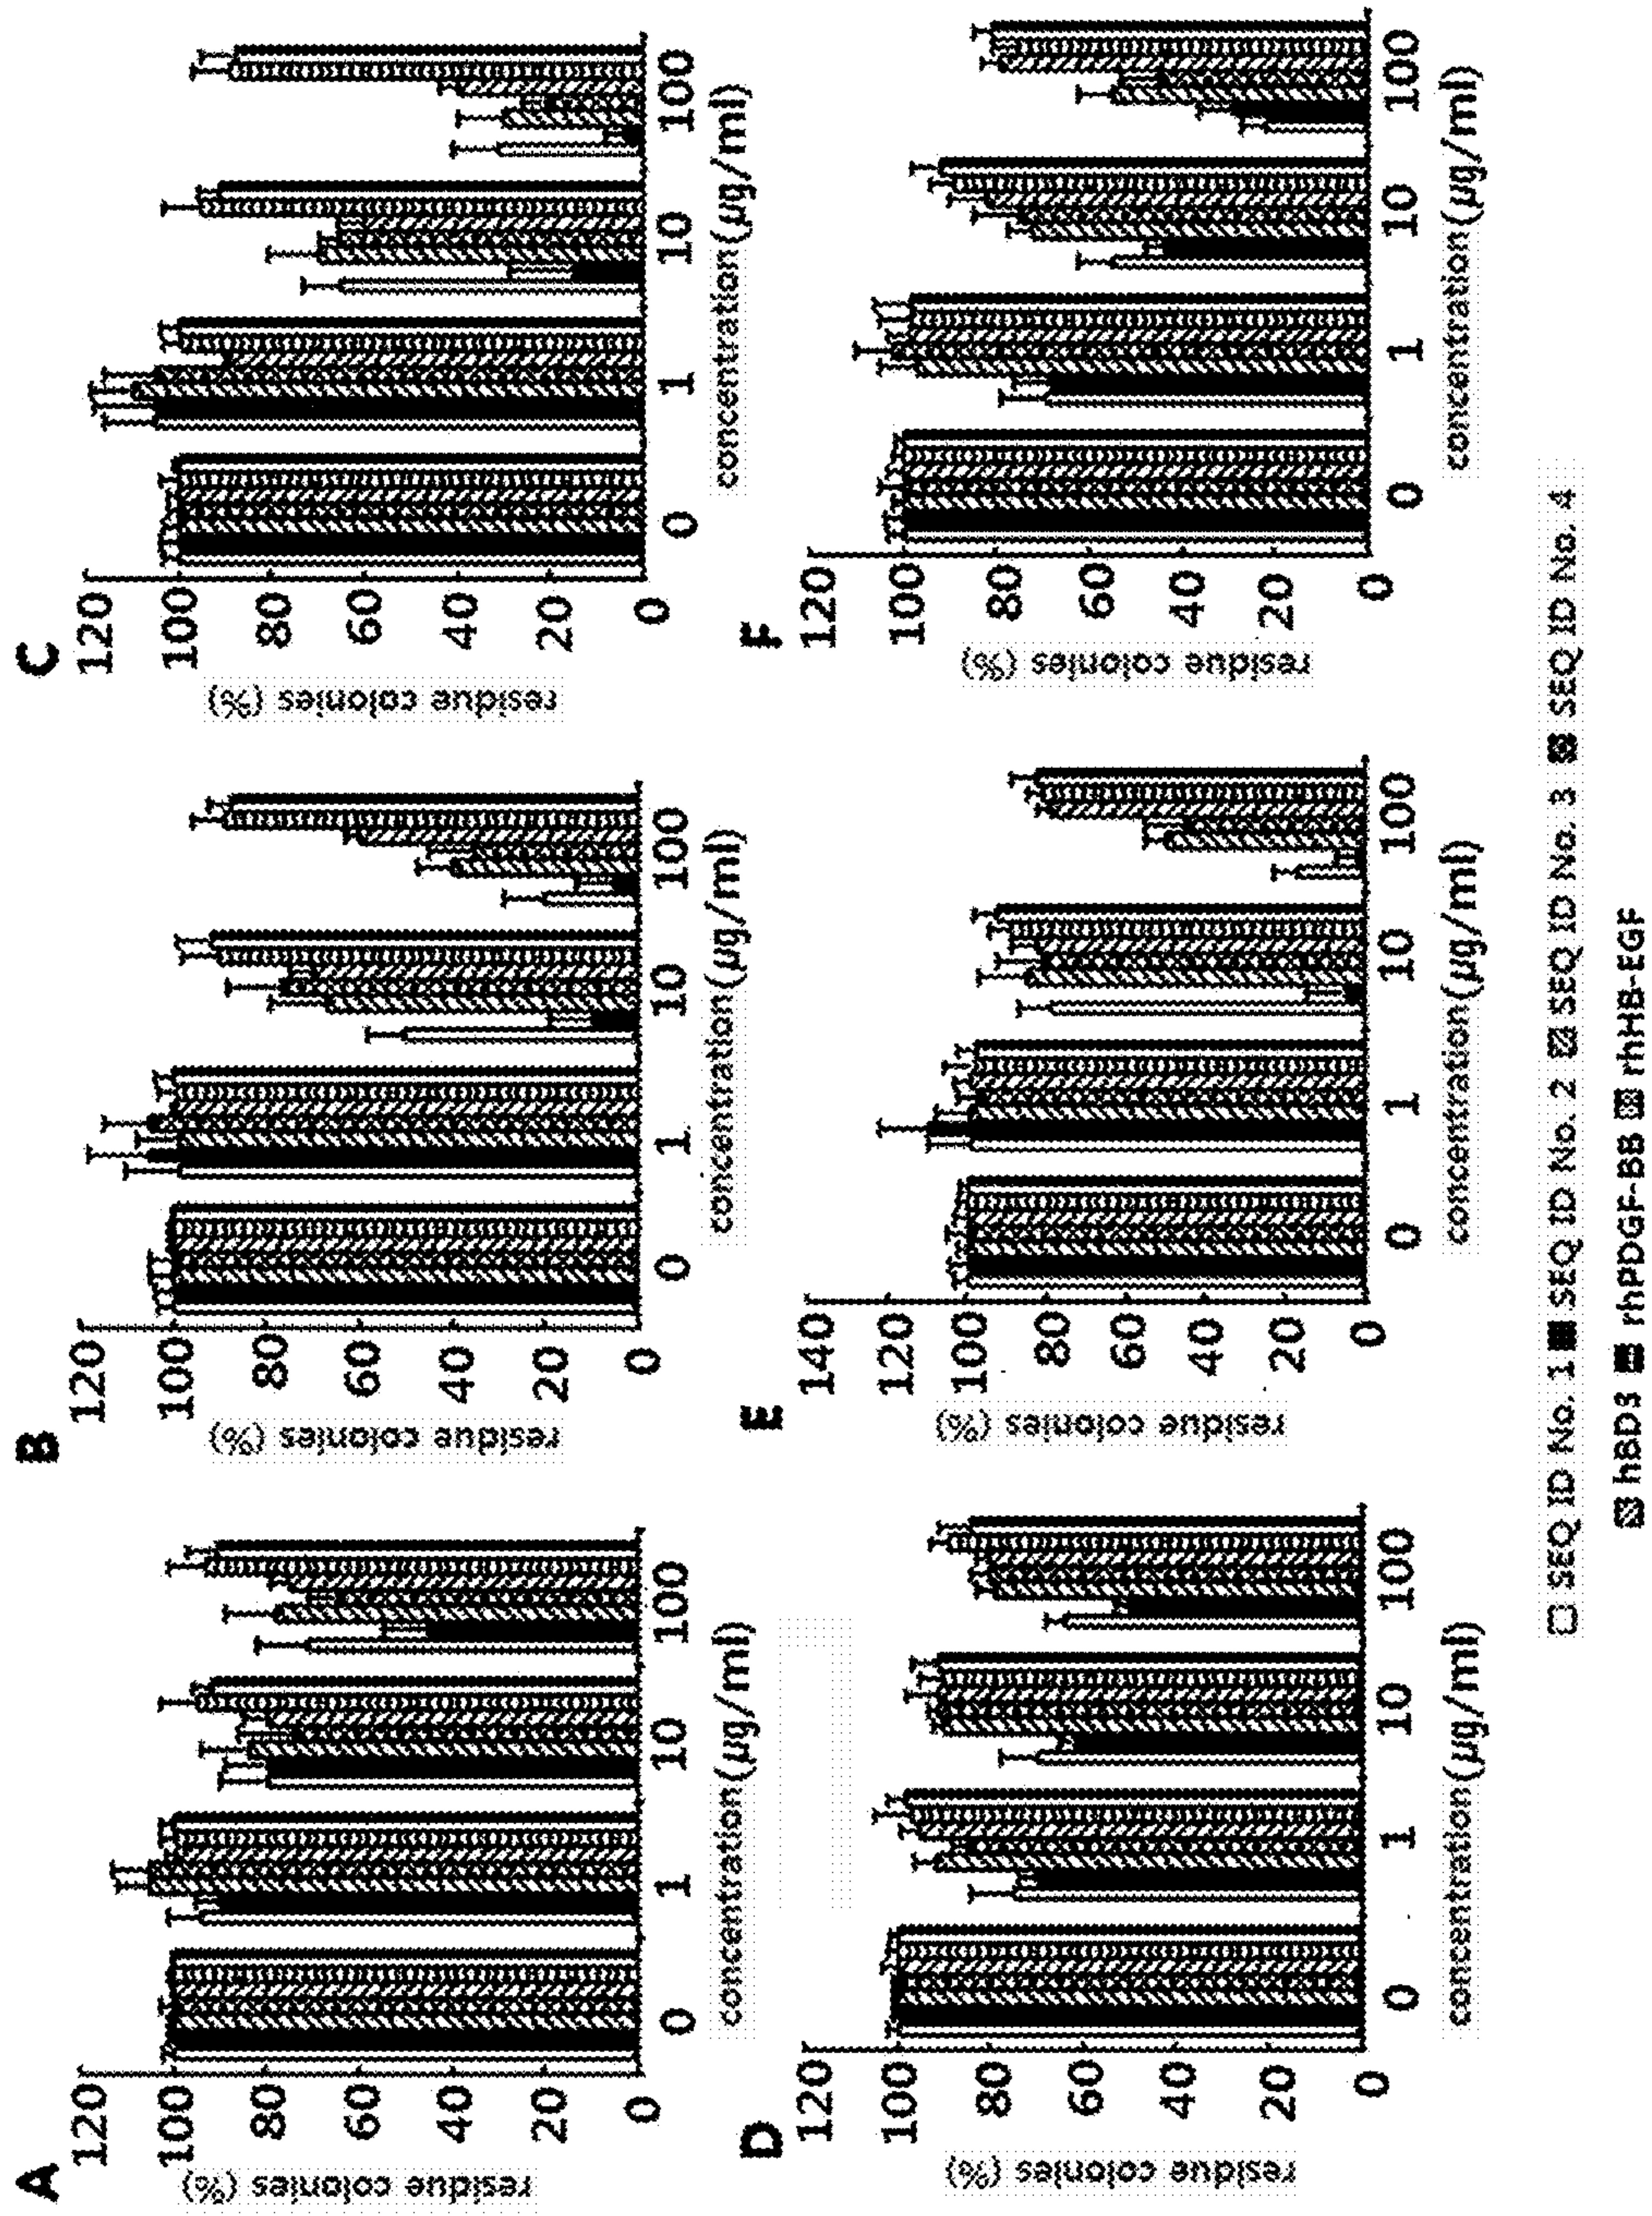 A
120
100
80
60
40
20
0
residue colonies (%)
0 1 10 100
concentration(µg/ml)
B
120
100
80
60
40
20
0
residue colonies (%)
0 1 10 100
concentration(µg/ml)
C
120
100
80
60
40
20
0
residue colonies (%)
0 1 10 100
concentration(µg/ml)
D
120
100
80
60
40
20
0
residue colonies (%)
0 1 10 100
concentration(µg/ml)
E
140
120
100
80
60
40
20
0
residue colonies (%)
0 1 10 100
concentration(µg/ml)
F
120
100
80
60
40
20
0
residue colonies (%)
0 1 10 100
concentration(µg/ml)
SEQ ID No. 1 SEQ ID No. 2 SEQ ID No. 3 SEQ ID No. 4
hBD3 rhPDGF-BB rhHB-EGF